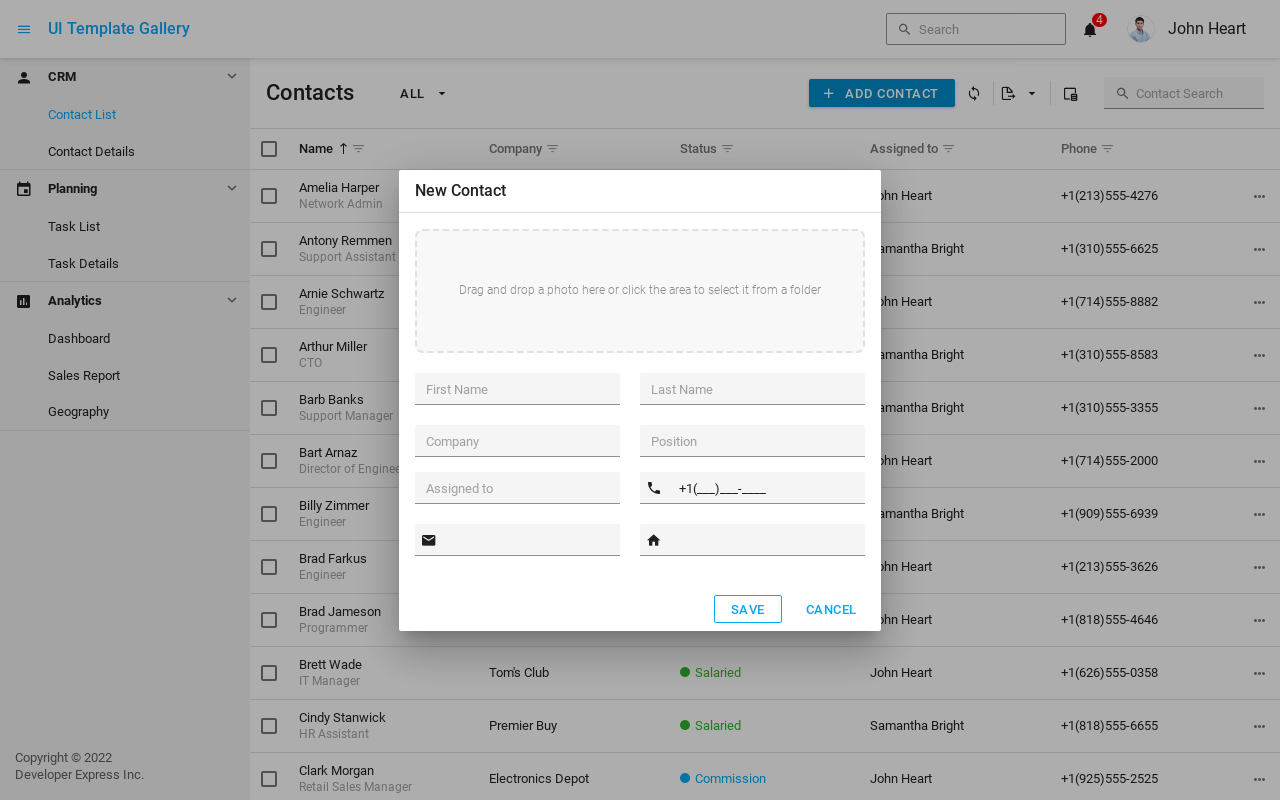 UI Template Gallery
Search
4
John Heart
CRM
Contact List
Contact Details
Planning
Task List
Task Details
Analytics
Dashboard
Sales Report
Geography
Copyright © 2022
Developer Express Inc.
Contacts
ALL
ADD CONTACT
Contact Search
Name
Company
Status
Assigned to
Phone
Amelia Harper
Network Admin
ohn Heart
+1(213)555-4276
Antony Remmen
Support Assistant
amantha Bright
+1(310)555-6625
Arnie Schwartz
Engineer
ohn Heart
+1(714)555-8882
Arthur Miller
CTO
amantha Bright
+1(310)555-8583
Barb Banks
Support Manager
amantha Bright
+1(310)555-3355
Bart Arnaz
Director of Enginee
ohn Heart
+1(714)555-2000
Billy Zimmer
Engineer
amantha Bright
+1(909)555-6939
Brad Farkus
Engineer
ohn Heart
+1(213)555-3626
Brad Jameson
Programmer
ohn Heart
+1(818)555-4646
Brett Wade
IT Manager
Tom's Club
Salaried
John Heart
+1(626)555-0358
Cindy Stanwick
HR Assistant
Premier Buy
Salaried
Samantha Bright
+1(818)555-6655
Clark Morgan
Retail Sales Manager
Electronics Depot
Commission
John Heart
+1(925)555-2525
New Contact
Drag and drop a photo here or click the area to select it from a folder
First Name
Last Name
Company
Position
Assigned to
+1(___)___-____
SAVE
CANCEL